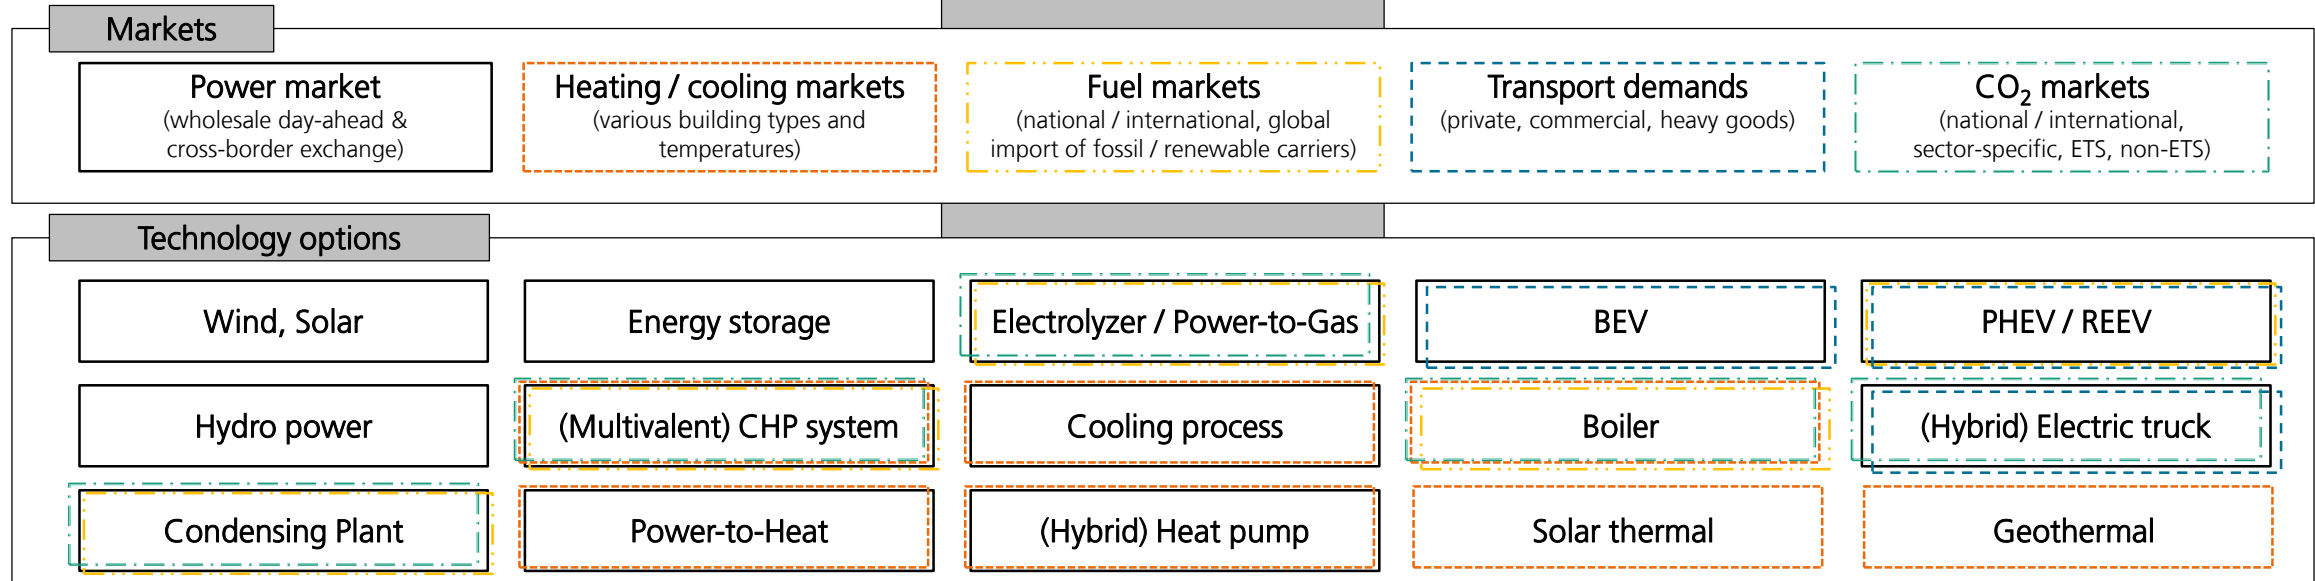 Markets
Power market
(wholesale day-ahead &
cross-border exchange)
Heating / cooling markets
(various building types and
temperatures)
Fuel markets
(national / international, global
import of fossil / renewable carriers)
Transport demands
(private, commercial, heavy goods)
CO₂ markets
(national / international,
sector-specific, ETS, non-ETS)
Technology options
Wind, Solar
Energy storage
Electrolyzer / Power-to-Gas
BEV
PHEV / REEV
Hydro power
(Multivalent) CHP system
Cooling process
Boiler
(Hybrid) Electric truck
Condensing Plant
Power-to-Heat
(Hybrid) Heat pump
Solar thermal
Geothermal